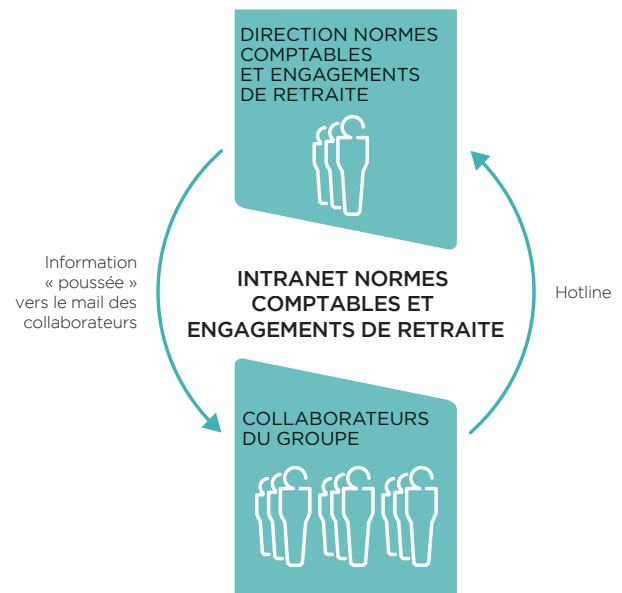 DIRECTION NORMES
COMPTABLES
ET ENGAGEMENTS
DE RETRAITE
Information
« poussée »
vers le mail des
collaborateurs
INTRANET NORMES
COMPTABLES ET
ENGAGEMENTS DE RETRAITE
Hotline
COLLABORATEURS
DU GROUPE